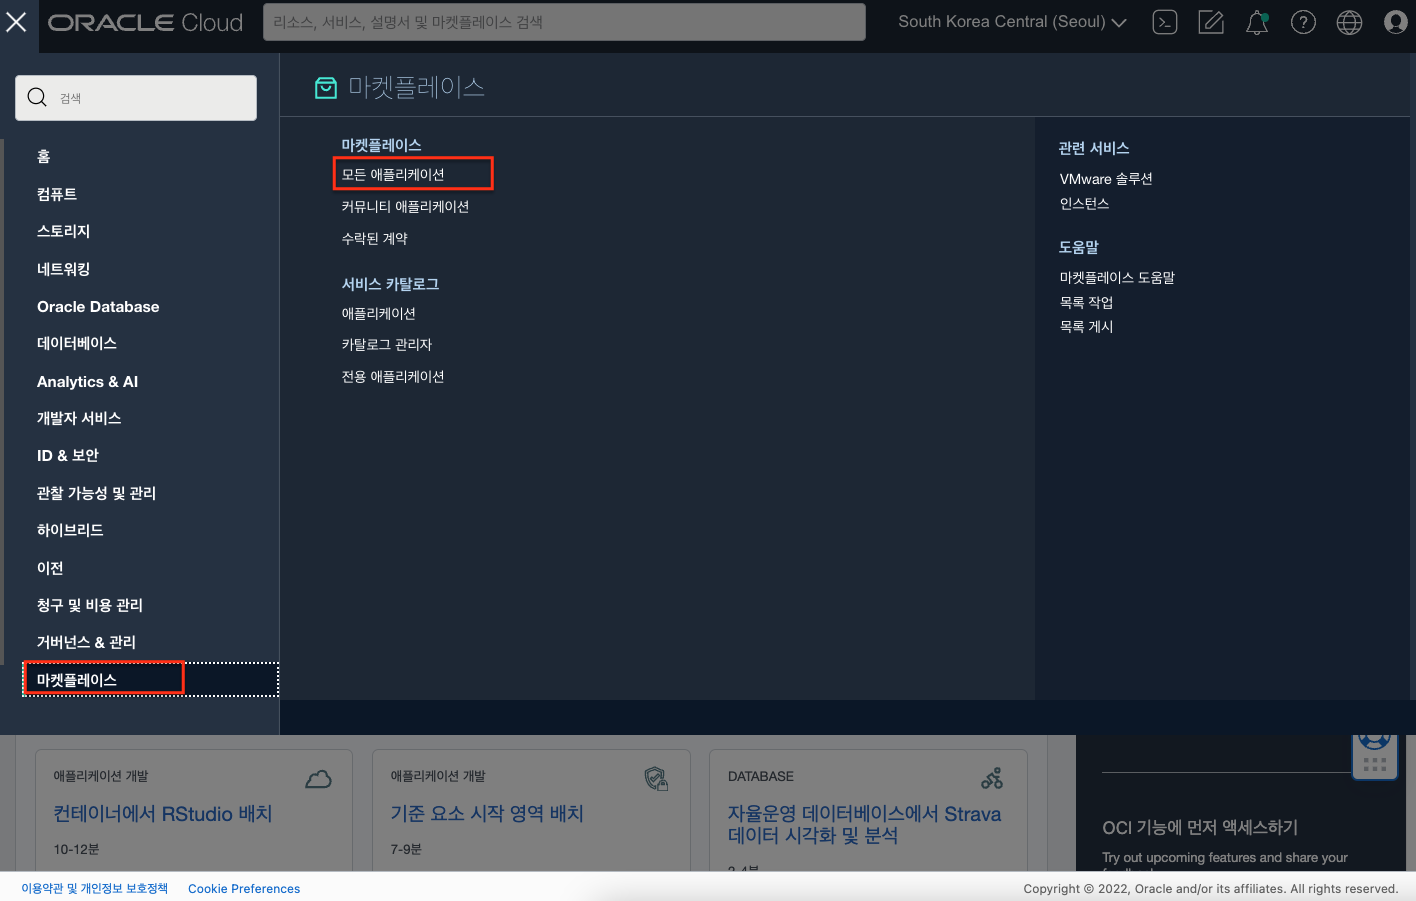 ORACLE Cloud
리소스, 서비스, 설명서 및 마켓플레이스 검색
South Korea Central (Seoul)
검색
홈
컴퓨트
스토리지
네트워킹
Oracle Database
데이터베이스
Analytics & AI
개발자 서비스
ID & 보안
관찰 가능성 및 관리
하이브리드
이전
청구 및 비용 관리
거버넌스 & 관리
마켓플레이스
마켓플레이스
마켓플레이스
모든 애플리케이션
커뮤니티 애플리케이션
수락된 계약
서비스 카탈로그
애플리케이션
카탈로그 관리자
전용 애플리케이션
관련 서비스
VMware 솔루션
인스턴스
도움말
마켓플레이스 도움말
목록 작업
목록 게시
애플리케이션 개발
컨테이너에서 RStudio 배치
10-12분
애플리케이션 개발
기준 요소 시작 영역 배치
7-9분
DATABASE
자율운영 데이터베이스에서 Strava
데이터 시각화 및 분석
OCI 기능에 먼저 액세스하기
Try out upcoming features and share your
이용약관 및 개인정보 보호정책
Cookie Preferences
Copyright © 2022, Oracle and/or its affiliates. All rights reserved.